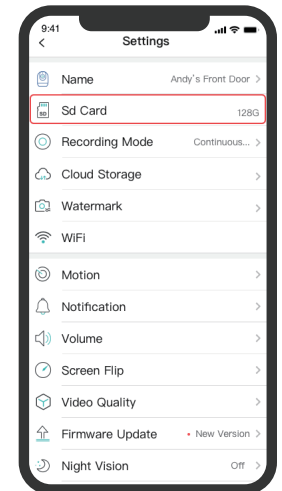 9:41
Settings
Name Andy's Front Door
SD
Sd Card 128G
Recording Mode Continuous...
Cloud Storage
Watermark
WiFi
Motion
Notification
Volume
Screen Flip
Video Quality
Firmware Update • New Version
Night Vision Off